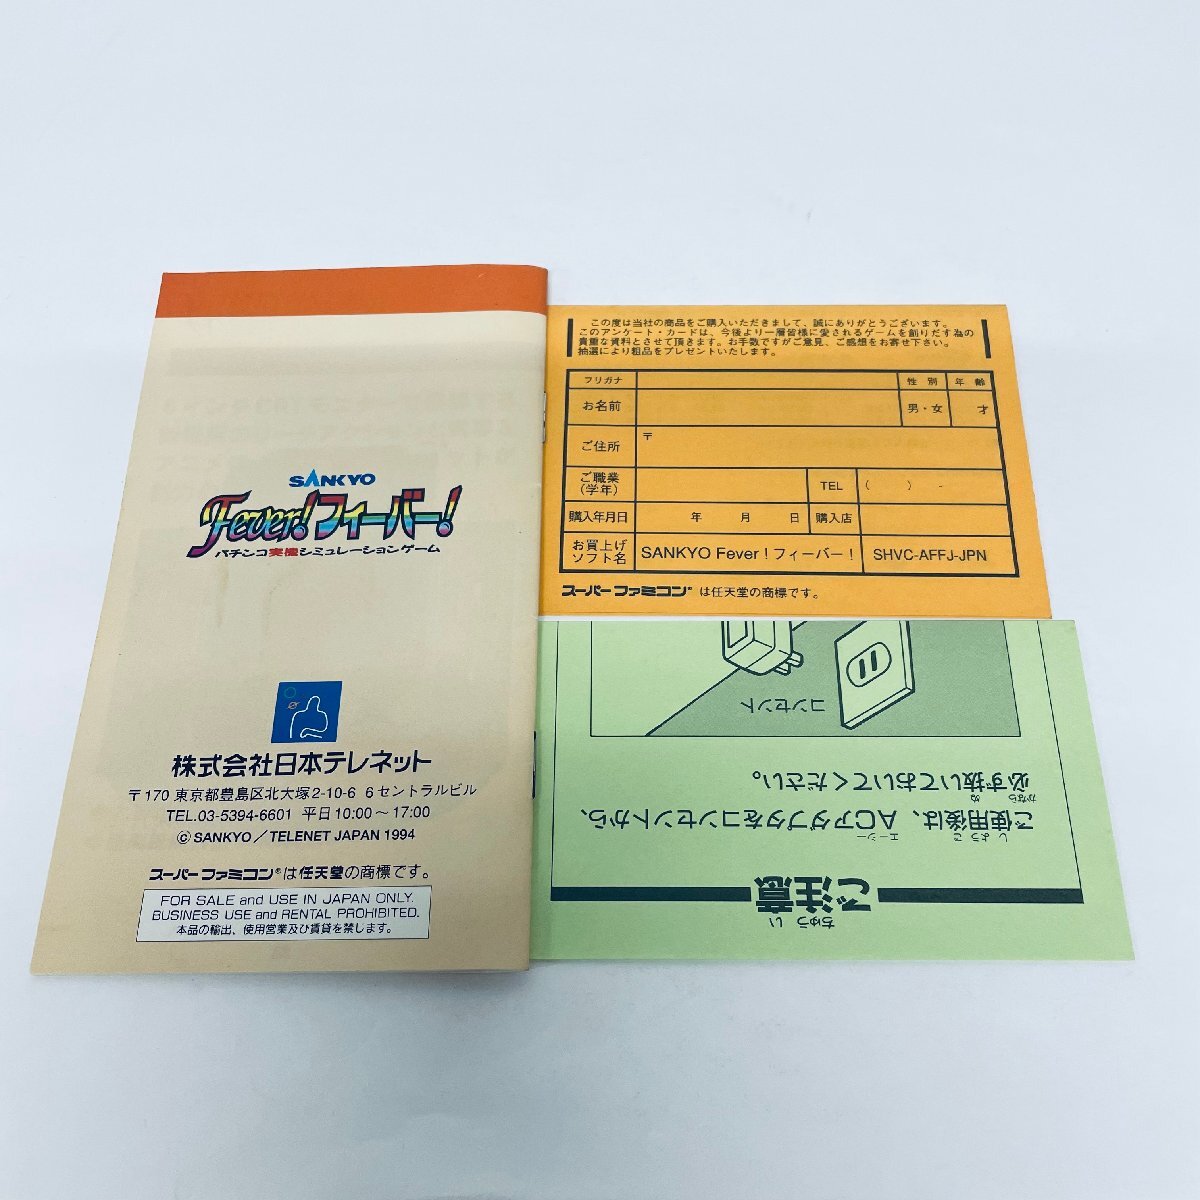 SANKYO
Fever!フィーバー!
パチンコ実機シミュレーションゲーム
株式会社日本テレネット
〒170 東京都豊島区北大塚2-10-6 6セントラルビル
TEL.03-5394-6601 平日10:00〜17:00
©SANKYO/TELENET JAPAN 1994
スーパーファミコン®は任天堂の商標です。
FOR SALE and USE IN JAPAN ONLY.
BUSINESS USE and RENTAL PROHIBITED.
本品の輸出、使用営業及び賃貸を禁じます。
この度は当社の商品をご購入いただきまして、誠にありがとうございます。
このアンケート・カードは、今後より一層皆様に愛されるゲームを創りだす為の
貴重な資料とさせて頂きます。お手数ですがご意見、ご感想をお寄せ下さい。
抽選により粗品をプレゼントいたします。
フリガナ 性別 年齢
お名前 男・女 才
ご住所 〒
ご職業
(学年) TEL ( ) -
購入年月日 年 月 日 購入店
お買上げ
ソフト名 SANKYO Fever!フィーバー! SHVC-AFFJ-JPN
スーパーファミコン®は任天堂の商標です。
ちゅうい
ご注意
しようご エーシー
ご使用後は、ACアダプタをコンセントから、
かなら ぬ
必ず抜いておいてください。
コンセント